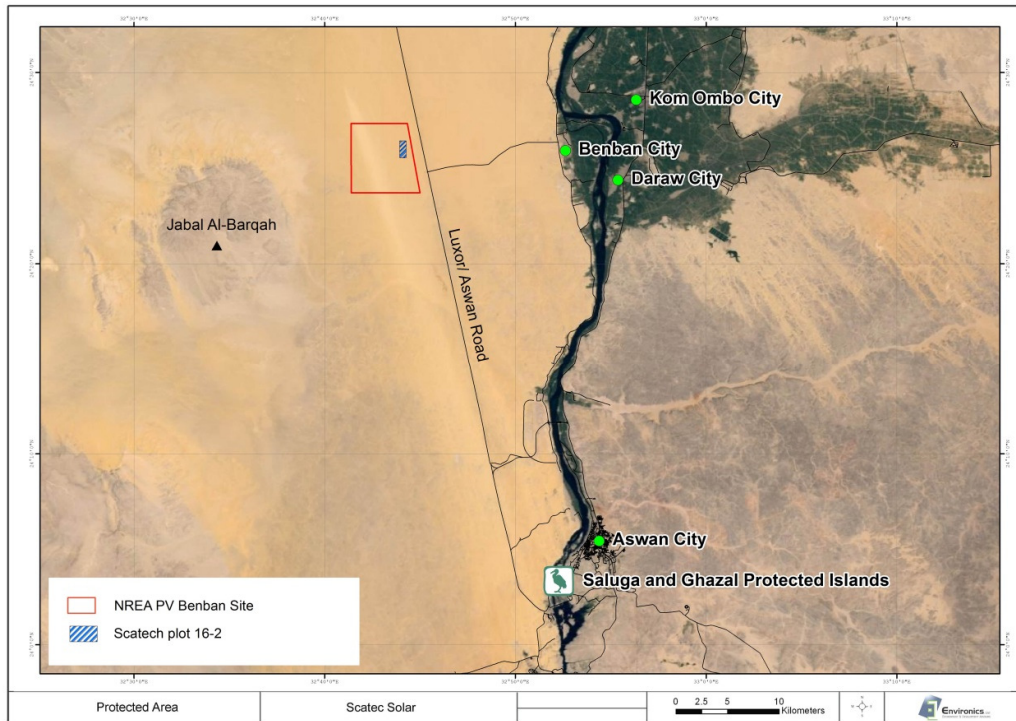 Kom Ombo City
Benban City
Daraw City
Jabal Al-Barqah
Luxor/ Aswan Road
Aswan City
Saluga and Ghazal Protected Islands
NREA PV Benban Site
Scatech plot 16-2
Protected Area
Scatec Solar
0 2.5 5 10
Kilometers
Environics